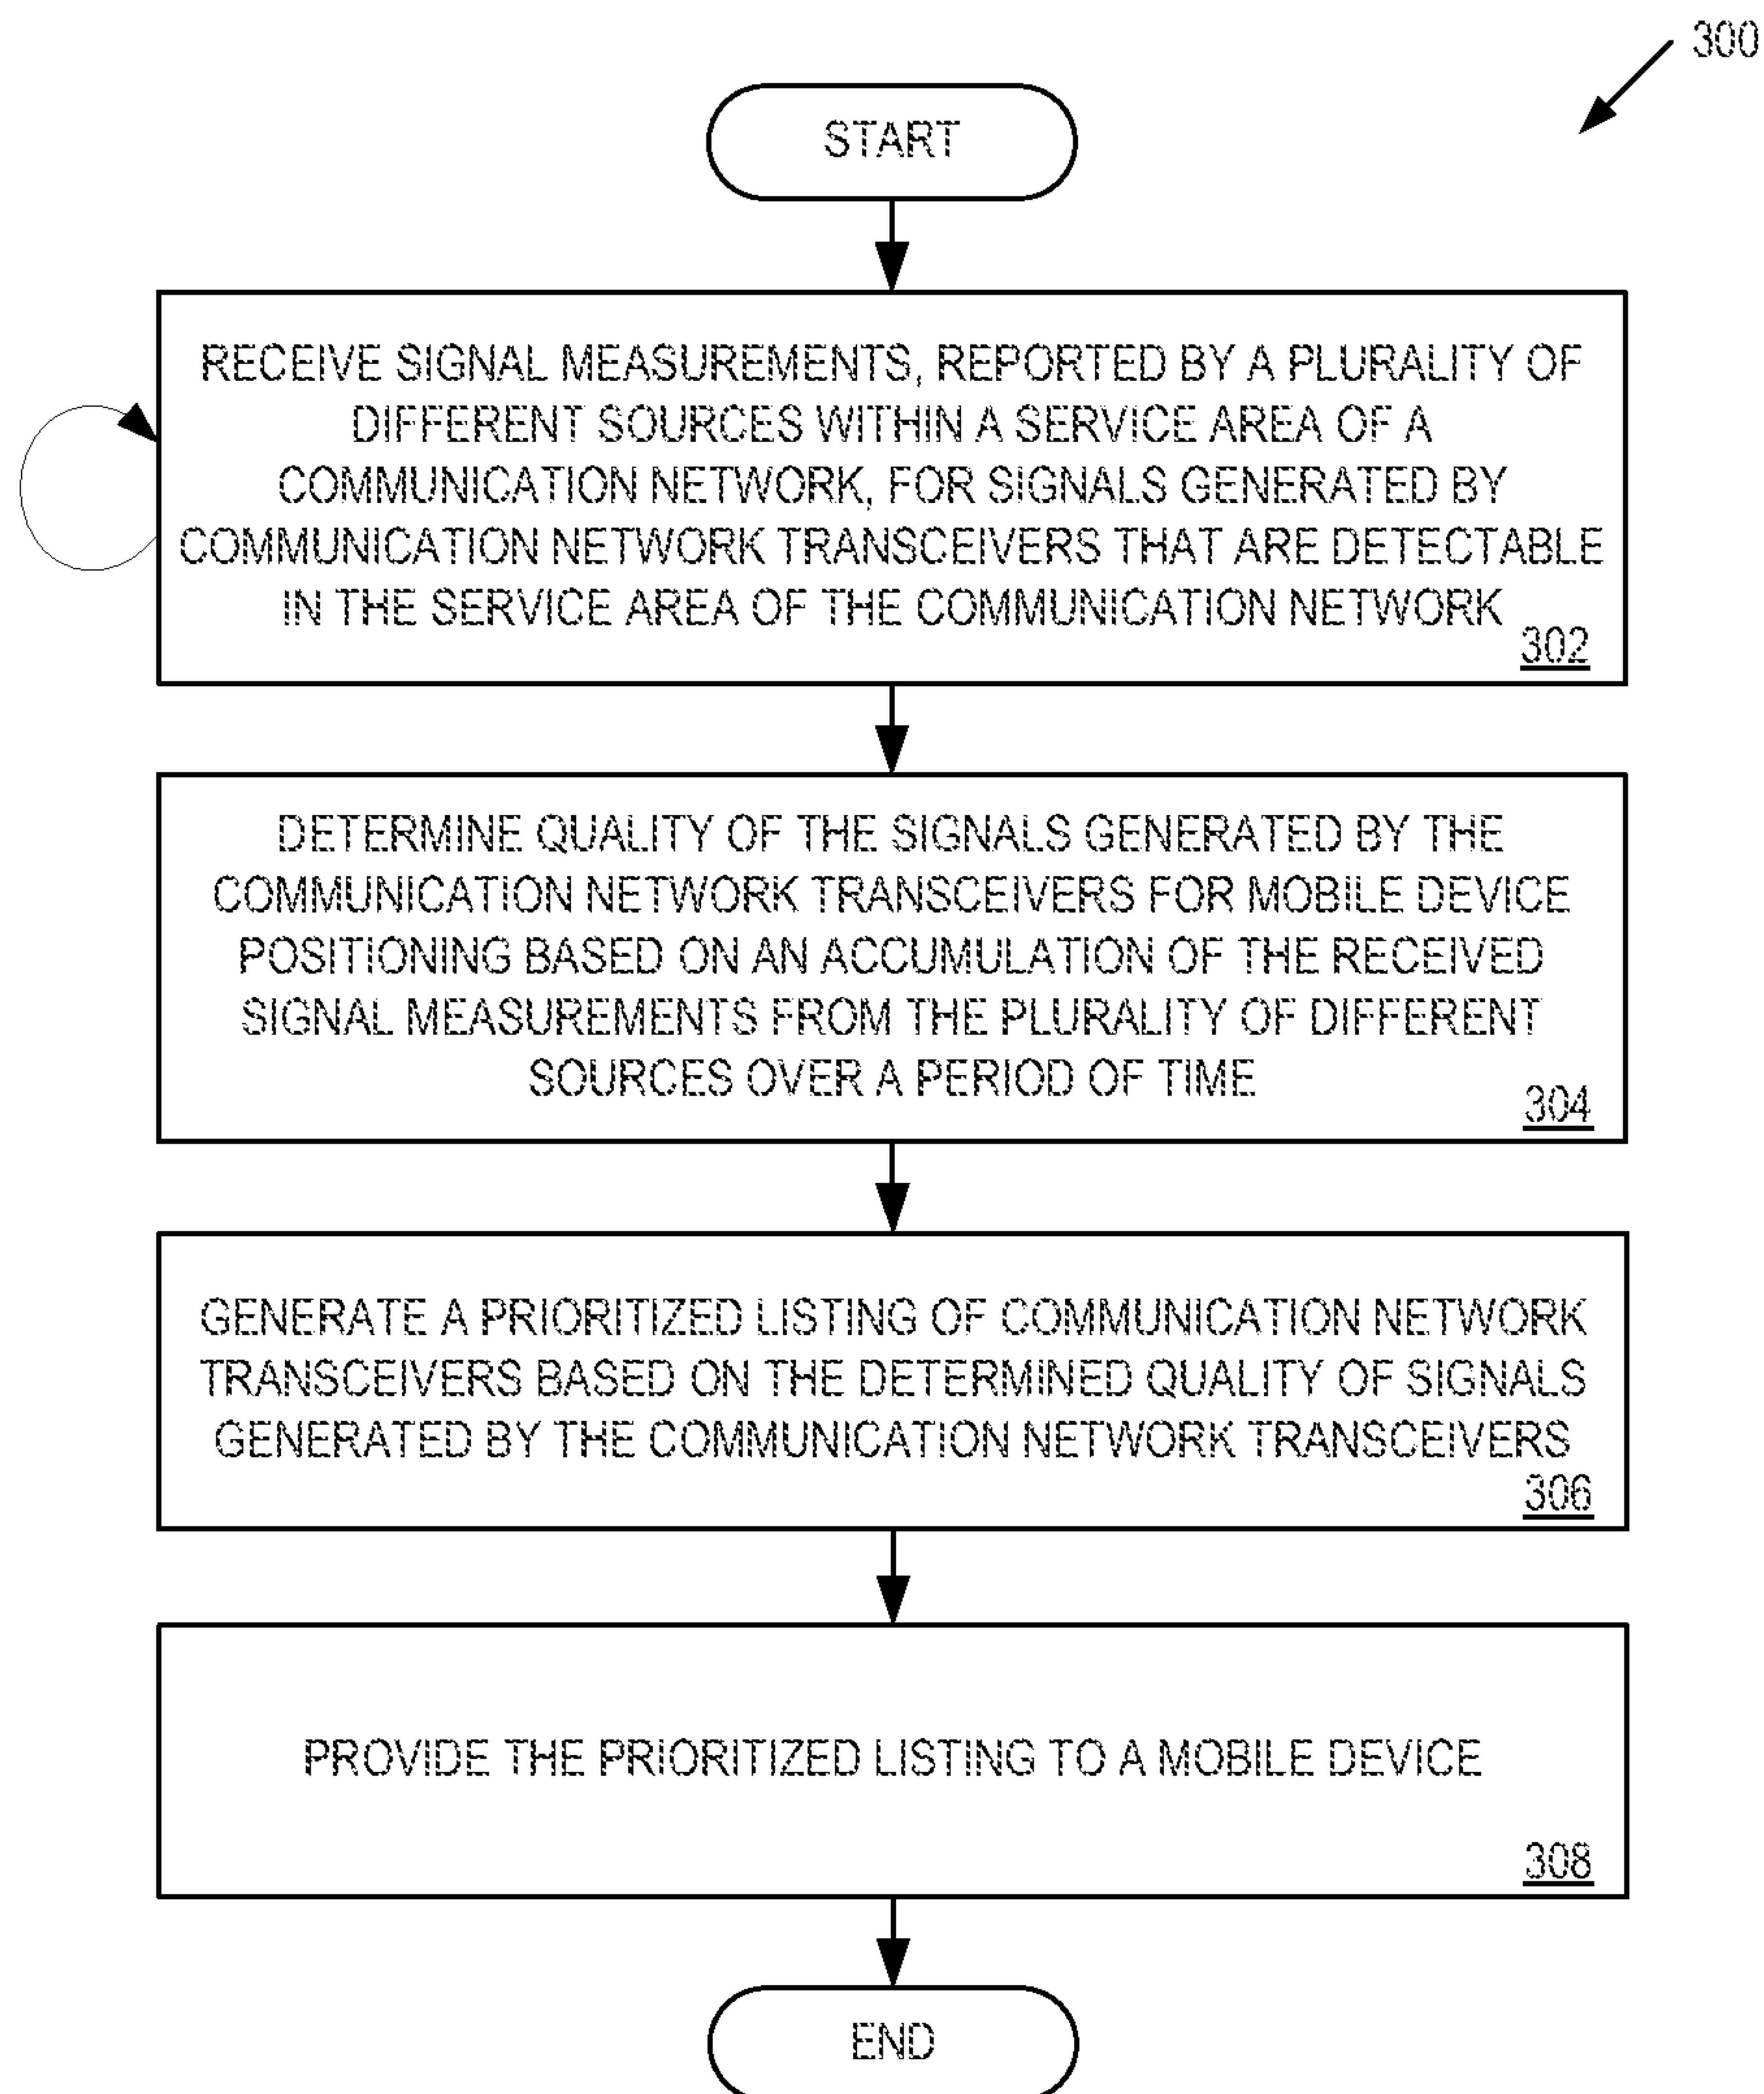 300
START
RECEIVE SIGNAL MEASUREMENTS, REPORTED BY A PLURALITY OF
DIFFERENT SOURCES WITHIN A SERVICE AREA OF A
COMMUNICATION NETWORK, FOR SIGNALS GENERATED BY
COMMUNICATION NETWORK TRANSCEIVERS THAT ARE DETECTABLE
IN THE SERVICE AREA OF THE COMMUNICATION NETWORK
302
DETERMINE QUALITY OF THE SIGNALS GENERATED BY THE
COMMUNICATION NETWORK TRANSCEIVERS FOR MOBILE DEVICE
POSITIONING BASED ON AN ACCUMULATION OF THE RECEIVED
SIGNAL MEASUREMENTS FROM THE PLURALITY OF DIFFERENT
SOURCES OVER A PERIOD OF TIME
304
GENERATE A PRIORITIZED LISTING OF COMMUNICATION NETWORK
TRANSCEIVERS BASED ON THE DETERMINED QUALITY OF SIGNALS
GENERATED BY THE COMMUNICATION NETWORK TRANSCEIVERS
306
PROVIDE THE PRIORITIZED LISTING TO A MOBILE DEVICE
308
END